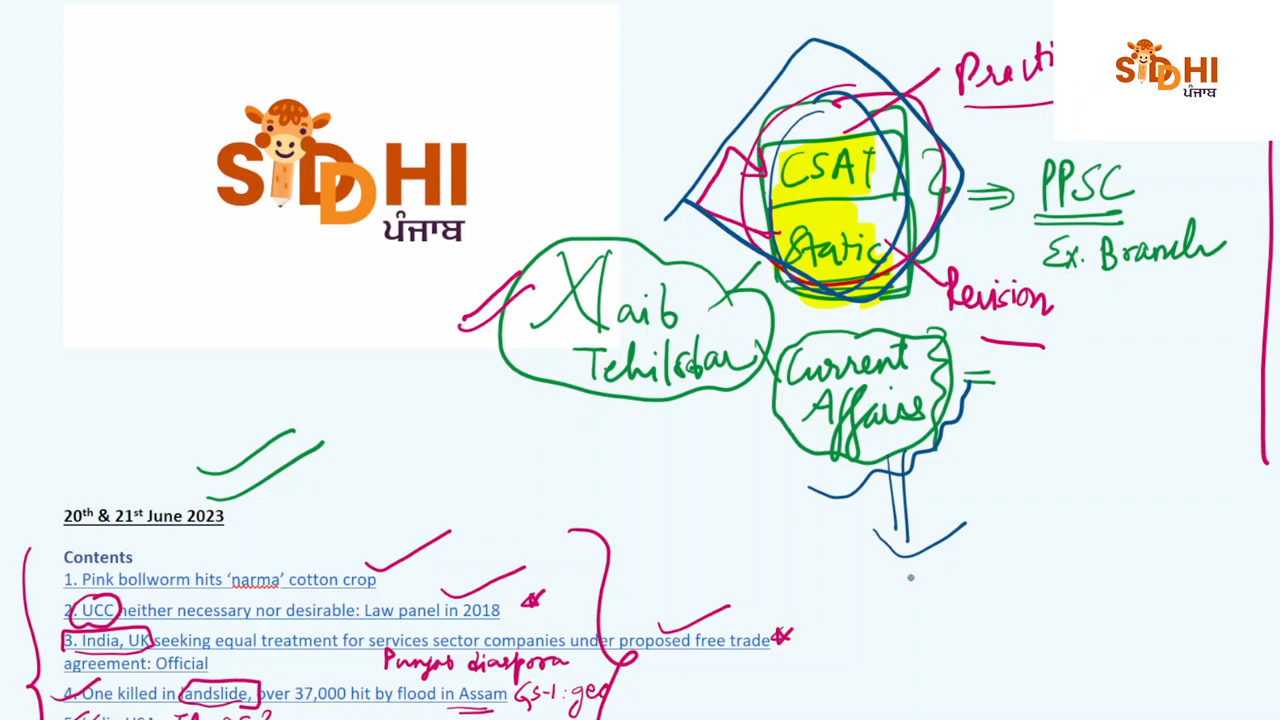 SIDDHI
ਪੰਜਾਬ
SIDDHI
ਪੰਜਾਬ
Practi
CSAT
Static
PPSC
Ex. Branch
Revision
Naib
Tehilsdar
Current
Affairs
20th & 21st June 2023
Contents
1. Pink bollworm hits ‘narma’ cotton crop
2. UCC neither necessary nor desirable: Law panel in 2018
3. India, UK seeking equal treatment for services sector companies under proposed free trade
agreement: Official
Punjab diaspora
4. One killed in landslide, over 37,000 hit by flood in Assam GS-1: geo